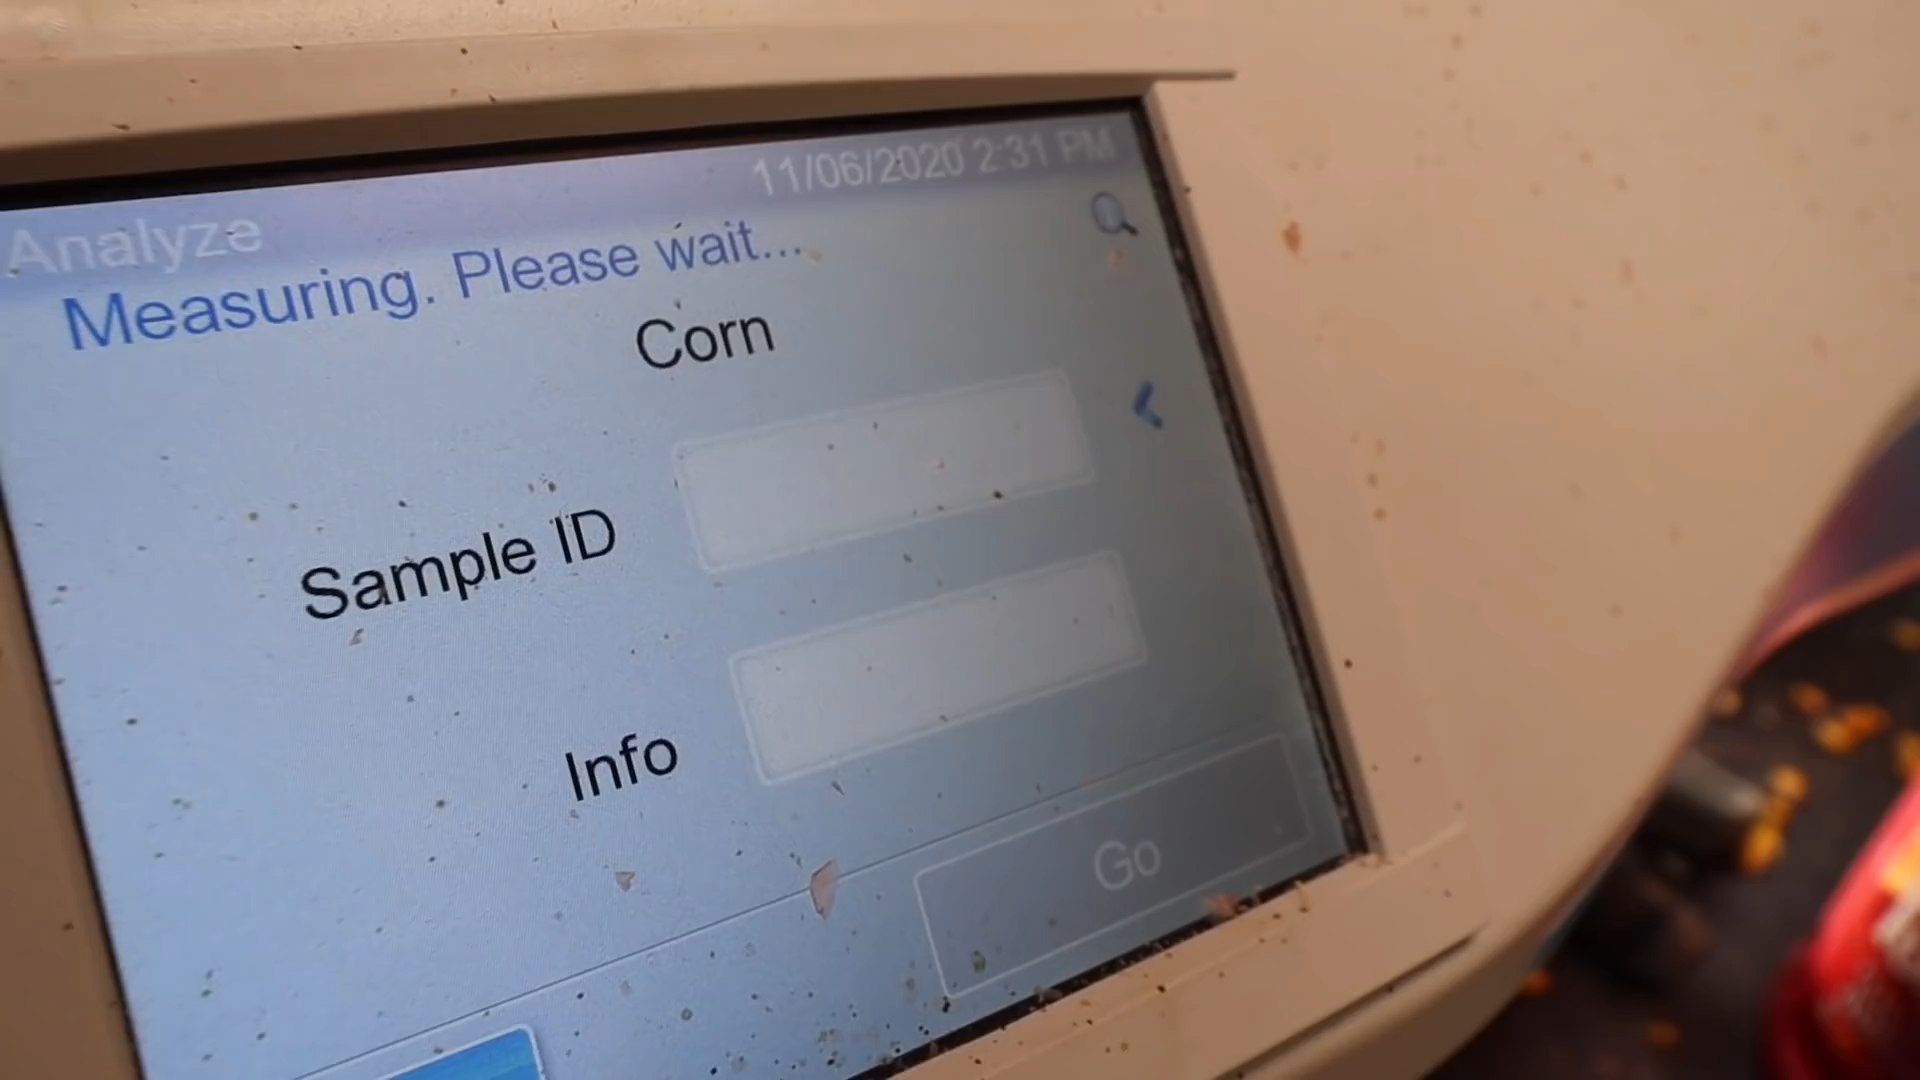 11/06/2020 2:31 PM
Analyze
Measuring. Please wait...
Corn
Sample ID
Info
Go